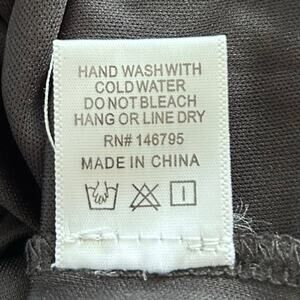 HAND WASH WITH
COLD WATER
DO NOT BLEACH
HANG OR LINE DRY
RN# 146795
MADE IN CHINA